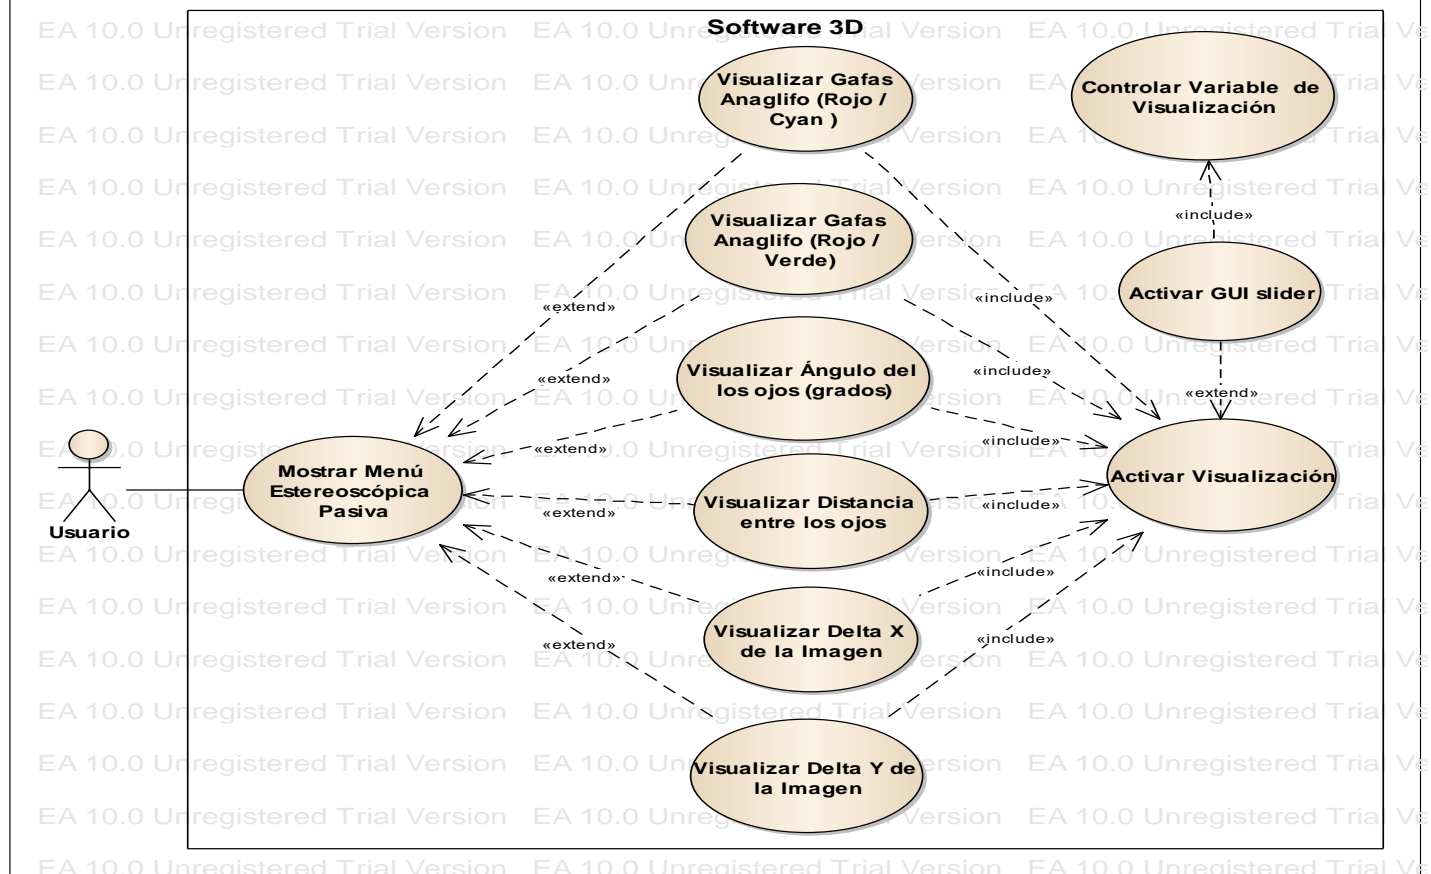 Software 3D
Visualizar Gafas
Anaglifo (Rojo /
Cyan )
Controlar Variable de
Visualización
«include»
Visualizar Gafas
Anaglifo (Rojo /
Verde)
Activar GUI slider
«extend»
«include»
Visualizar Ángulo del
los ojos (grados)
«extend»
«include»
«extend»
«extend»
«include»
Usuario
Mostrar Menú
Estereoscópica
Pasiva
Activar Visualización
Visualizar Distancia
entre los ojos
«extend»
«include»
«extend»
«include»
Visualizar Delta X
de la Imagen
«extend»
«include»
Visualizar Delta Y de
la Imagen
EA 10.0 Unregistered Trial Version